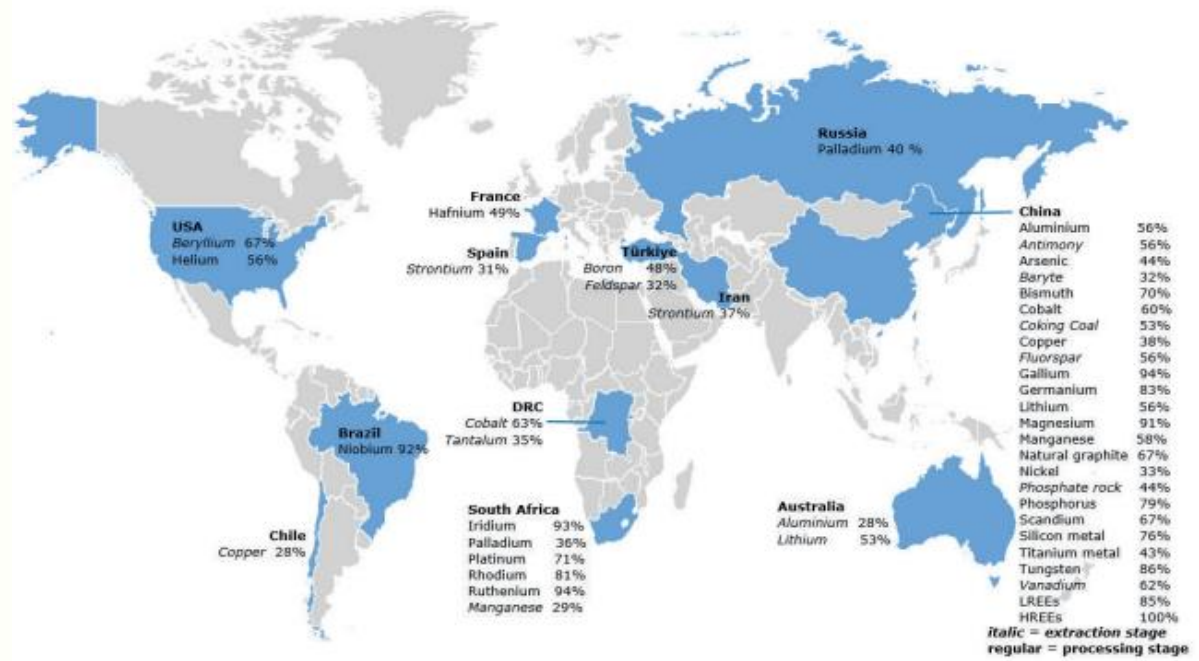 Russia
Palladium 40 %
France
Hafnium 49%
USA
Beryllium 67%
Helium 56%
Spain
Strontium 31%
Türkiye
Boron 48%
Feldspar 32%
Iran
Strontium 37%
China
Aluminium 56%
Antimony 56%
Arsenic 44%
Baryte 32%
Bismuth 70%
Cobalt 60%
Coking Coal 53%
Copper 38%
Fluorspar 56%
Gallium 94%
Germanium 83%
Lithium 56%
Magnesium 91%
Manganese 58%
Natural graphite 67%
Nickel 33%
Phosphate rock 44%
Phosphorus 79%
Scandium 67%
Silicon metal 76%
Titanium metal 43%
Tungsten 86%
Vanadium 62%
LREEs 85%
HREEs 100%
DRC
Cobalt 63%
Tantalum 35%
Brazil
Niobium 92%
Chile
Copper 28%
South Africa
Iridium 93%
Palladium 36%
Platinum 71%
Rhodium 81%
Ruthenium 94%
Manganese 29%
Australia
Aluminium 28%
Lithium 53%
italic = extraction stage
regular = processing stage